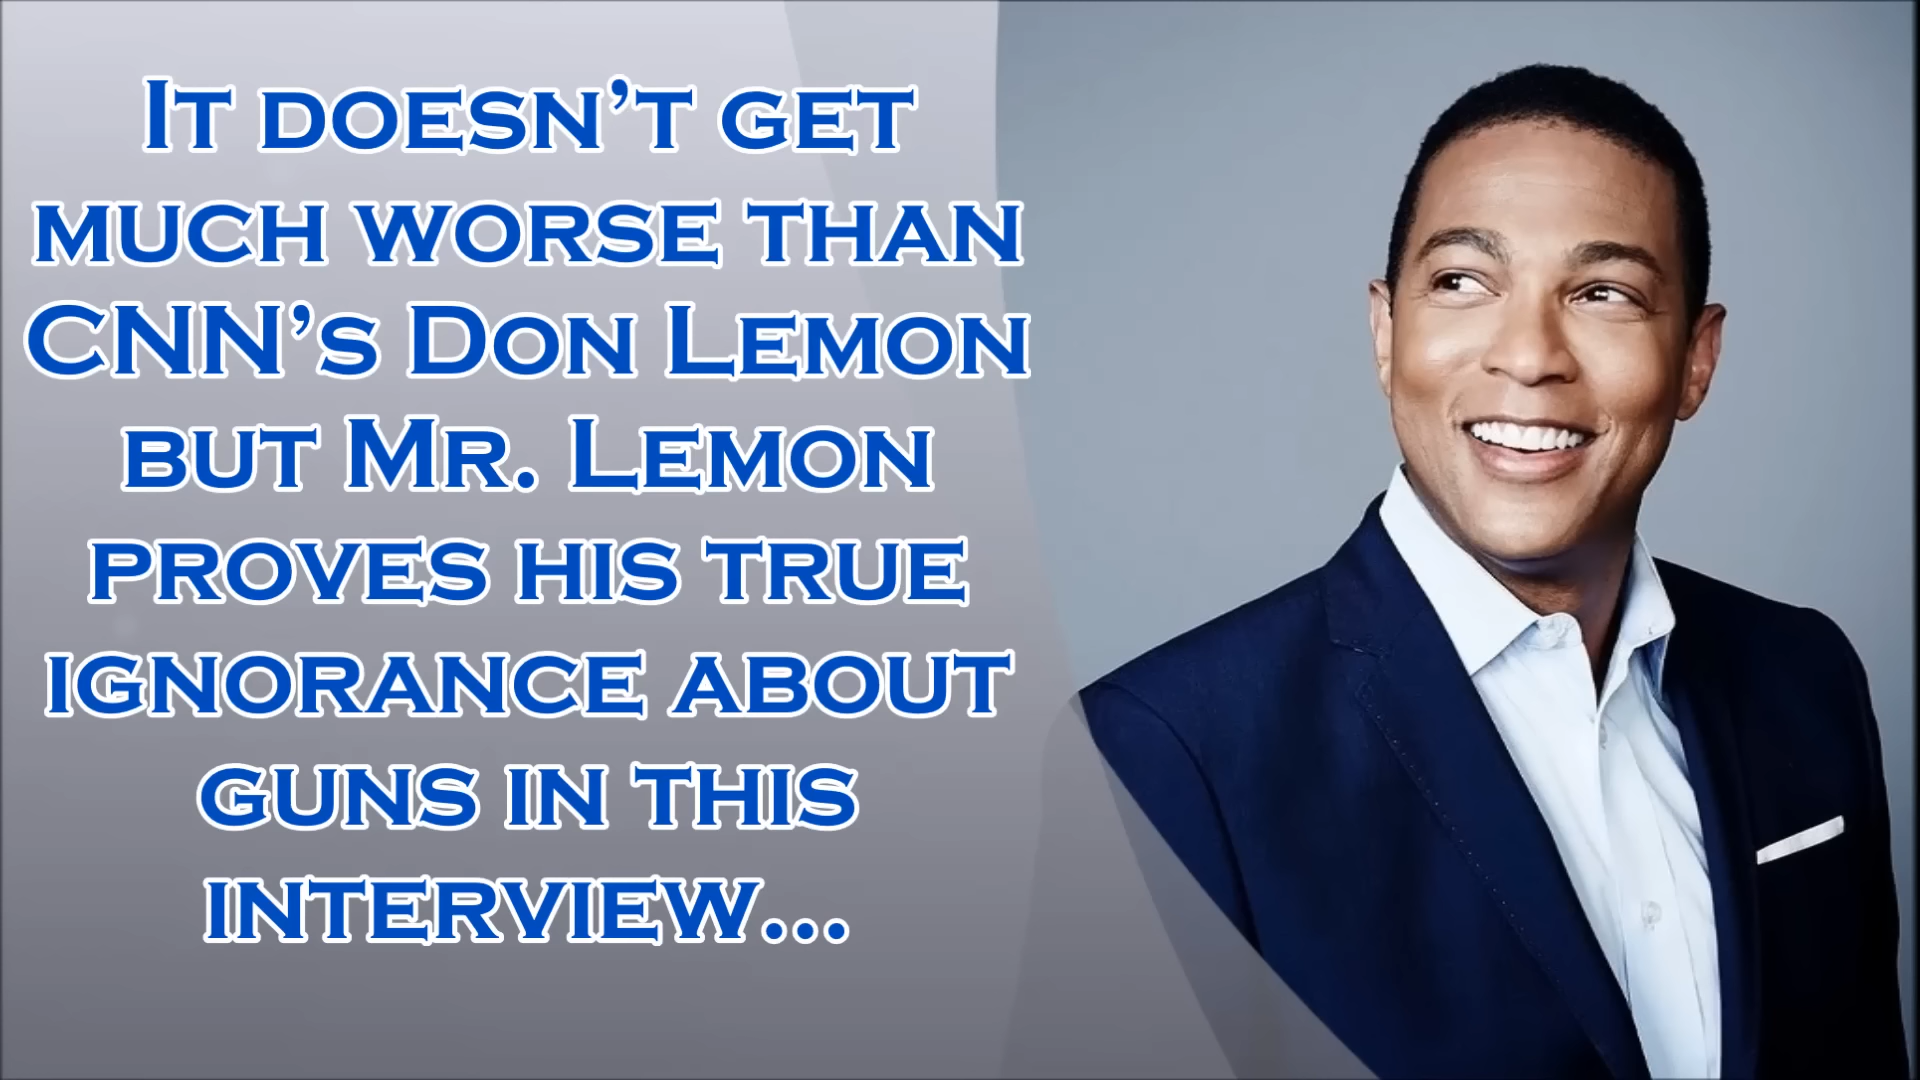 It doesn’t get
much worse than
CNN’s Don Lemon
but Mr. Lemon
proves his true
ignorance about
guns in this
interview...